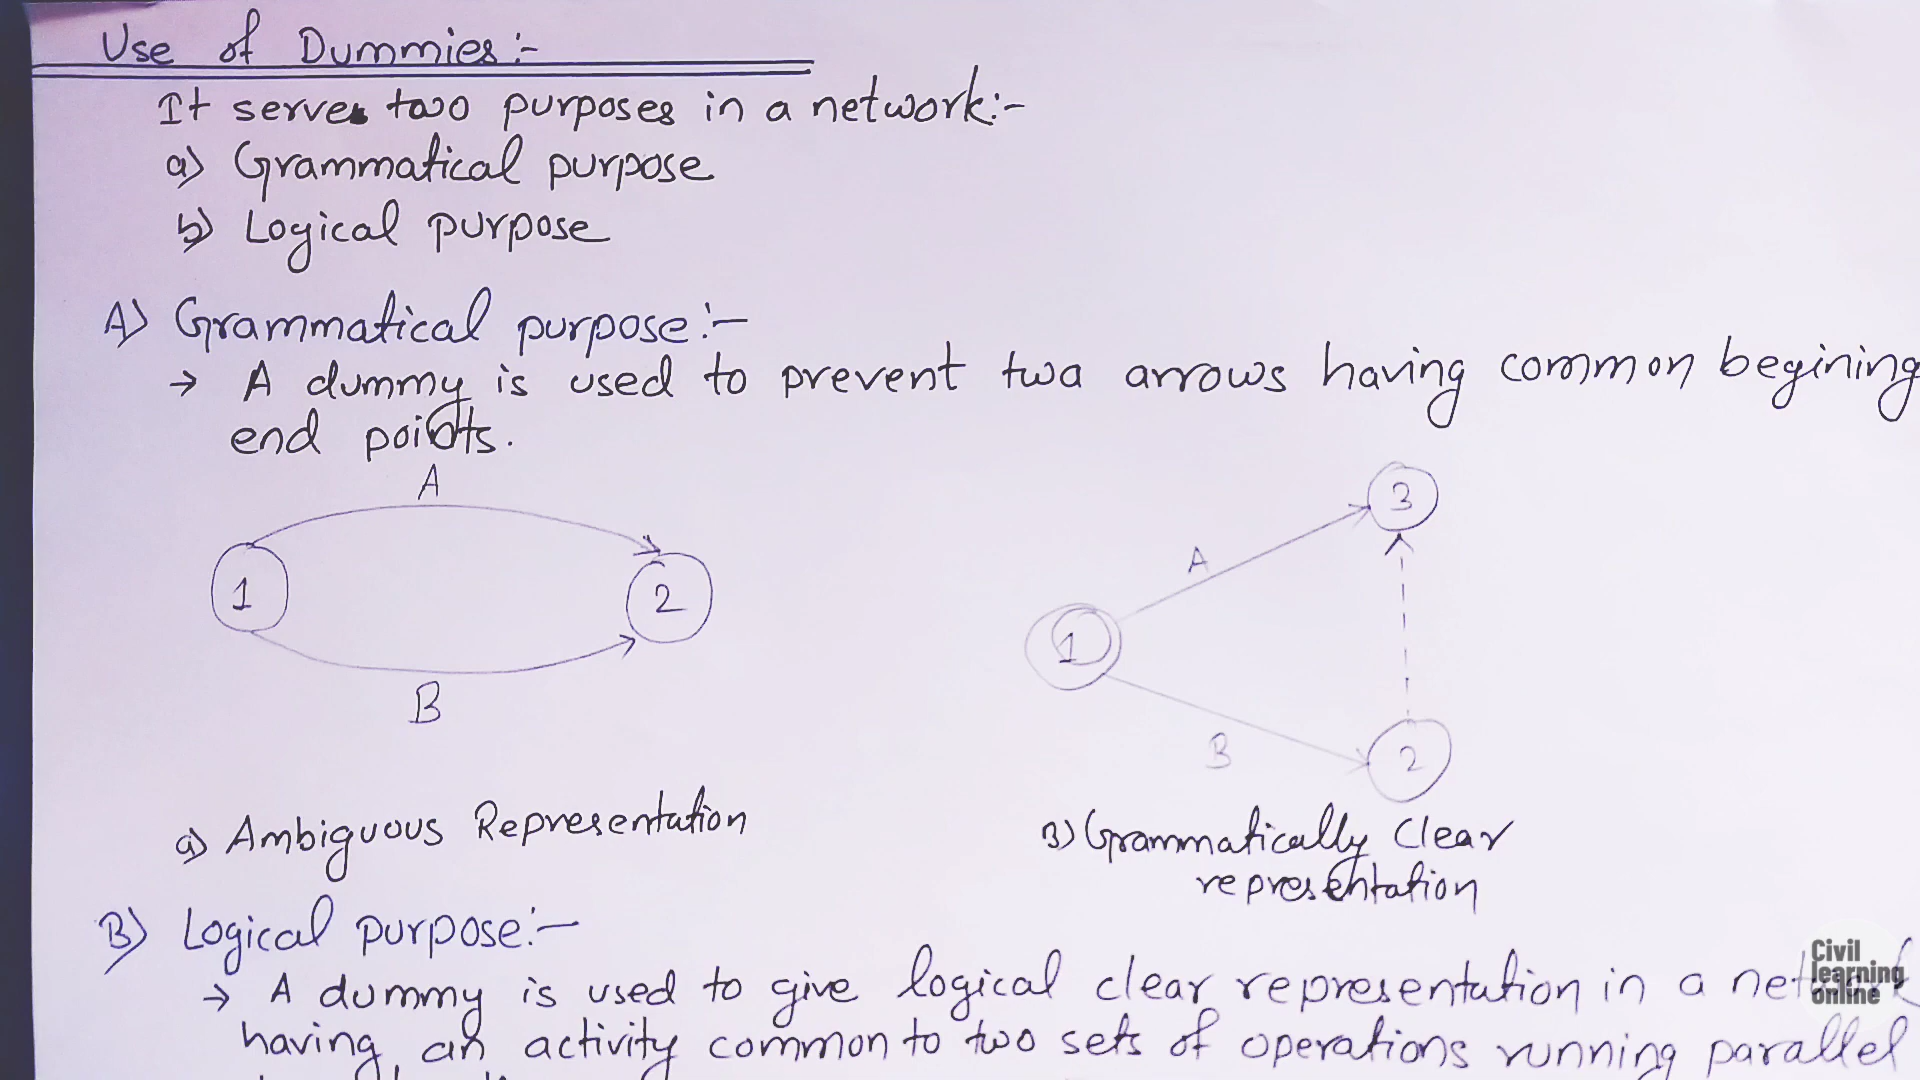 Use of Dummies:-
It serves two purposes in a network:-
a) Grammatical purpose
b) Logical purpose
A) Grammatical purpose:-
→ A dummy is used to prevent two arrows having common begining
end points.
A
1
2
B
3
A
1
B
2
a) Ambiguous Representation
B) Grammatically Clear
representation
B) Logical purpose:-
→ A dummy is used to give logical clear representation in a network
having an activity common to two sets of operations running parallel
Civil
learning
online